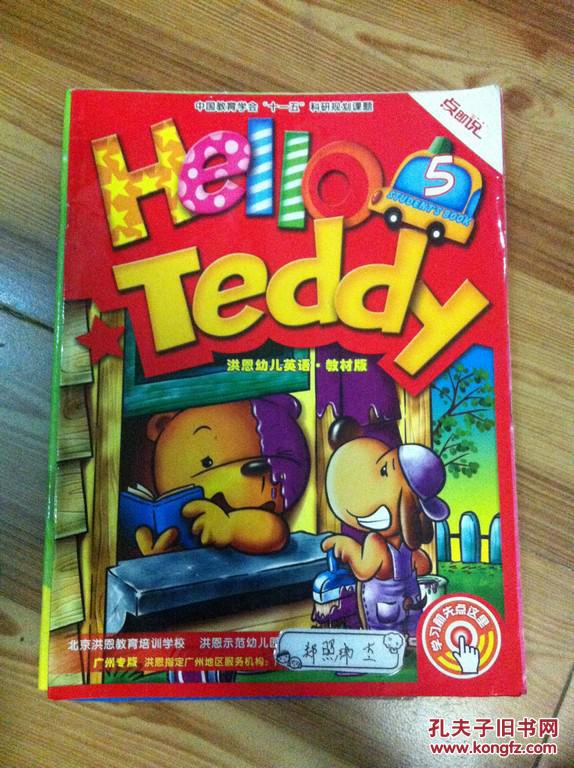 中国教育学会“十一五”科研规划课题
点即说
Hello
5
STUDENT'S BOOK
Teddy
洪恩幼儿英语·教材版
学习前先点这里
北京洪恩教育培训学校 洪恩示范幼儿园
广州专版 洪恩指定广州地区服务机构：
孔夫子旧书网
www.kongfz.com